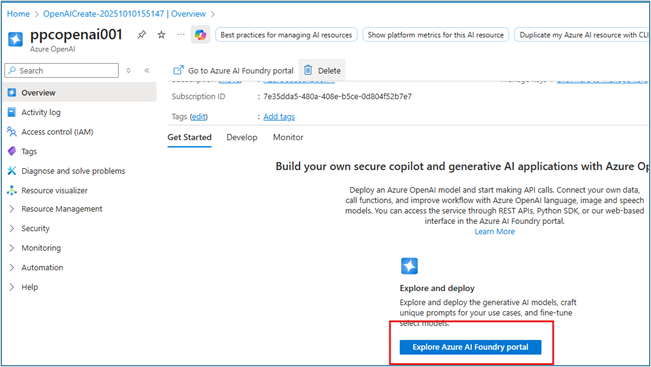 Home > OpenAICreate-20251010155147 | Overview >
ppcopenai001
Azure OpenAI
Best practices for managing AI resources
Show platform metrics for this AI resource
Duplicate my Azure AI resource with CLI
Search
Go to Azure AI Foundry portal
Delete
Overview
Activity log
Access control (IAM)
Tags
Diagnose and solve problems
Resource visualizer
Resource Management
Security
Monitoring
Automation
Help
Subscription ID : 7e35dda5-480a-408e-b5ce-0d804f52b7e7
Tags (edit) : Add tags
Get Started Develop Monitor
Build your own secure copilot and generative AI applications with Azure Op
Deploy an Azure OpenAI model and start making API calls. Connect your own data,
call functions, and improve workflow with Azure OpenAI language, image and speech
models. You can access the service through REST APIs, Python SDK, or our web-based
interface in the Azure AI Foundry portal.
Learn More
Explore and deploy
Explore and deploy the generative AI models, craft
unique prompts for your use cases, and fine-tune
select models.
Explore Azure AI Foundry portal